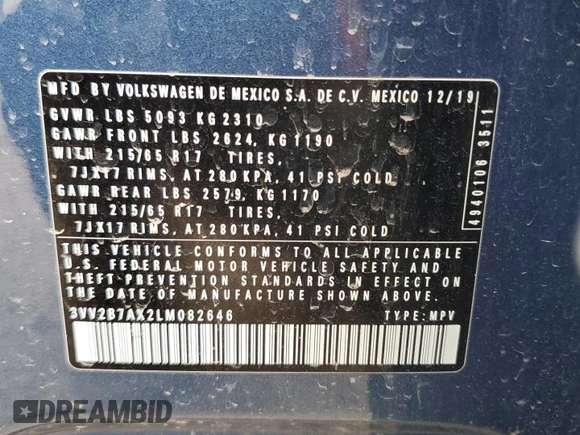 MFD BY VOLKSWAGEN DE MEXICO S.A. DE C.V. MEXICO 12/19
GVWR LBS 5093 KG 2310
GAWR FRONT LBS 2624, KG 1190
WITH 215/65 R17 TIRES,
7JX17 RIMS, AT 280 KPA, 41 PSI COLD
GAWR REAR LBS 2579, KG 1170
WITH 215/65 R17 TIRES,
7JX17 RIMS, AT 280 KPA, 41 PSI COLD
THIS VEHICLE CONFORMS TO ALL APPLICABLE
U.S. FEDERAL MOTOR VEHICLE SAFETY AND
THEFT PREVENTION STANDARDS IN EFFECT ON
THE DATE OF MANUFACTURE SHOWN ABOVE.
3VV2B7AX2LM082646 TYPE: MPV
4940106 3511
DREAMBID